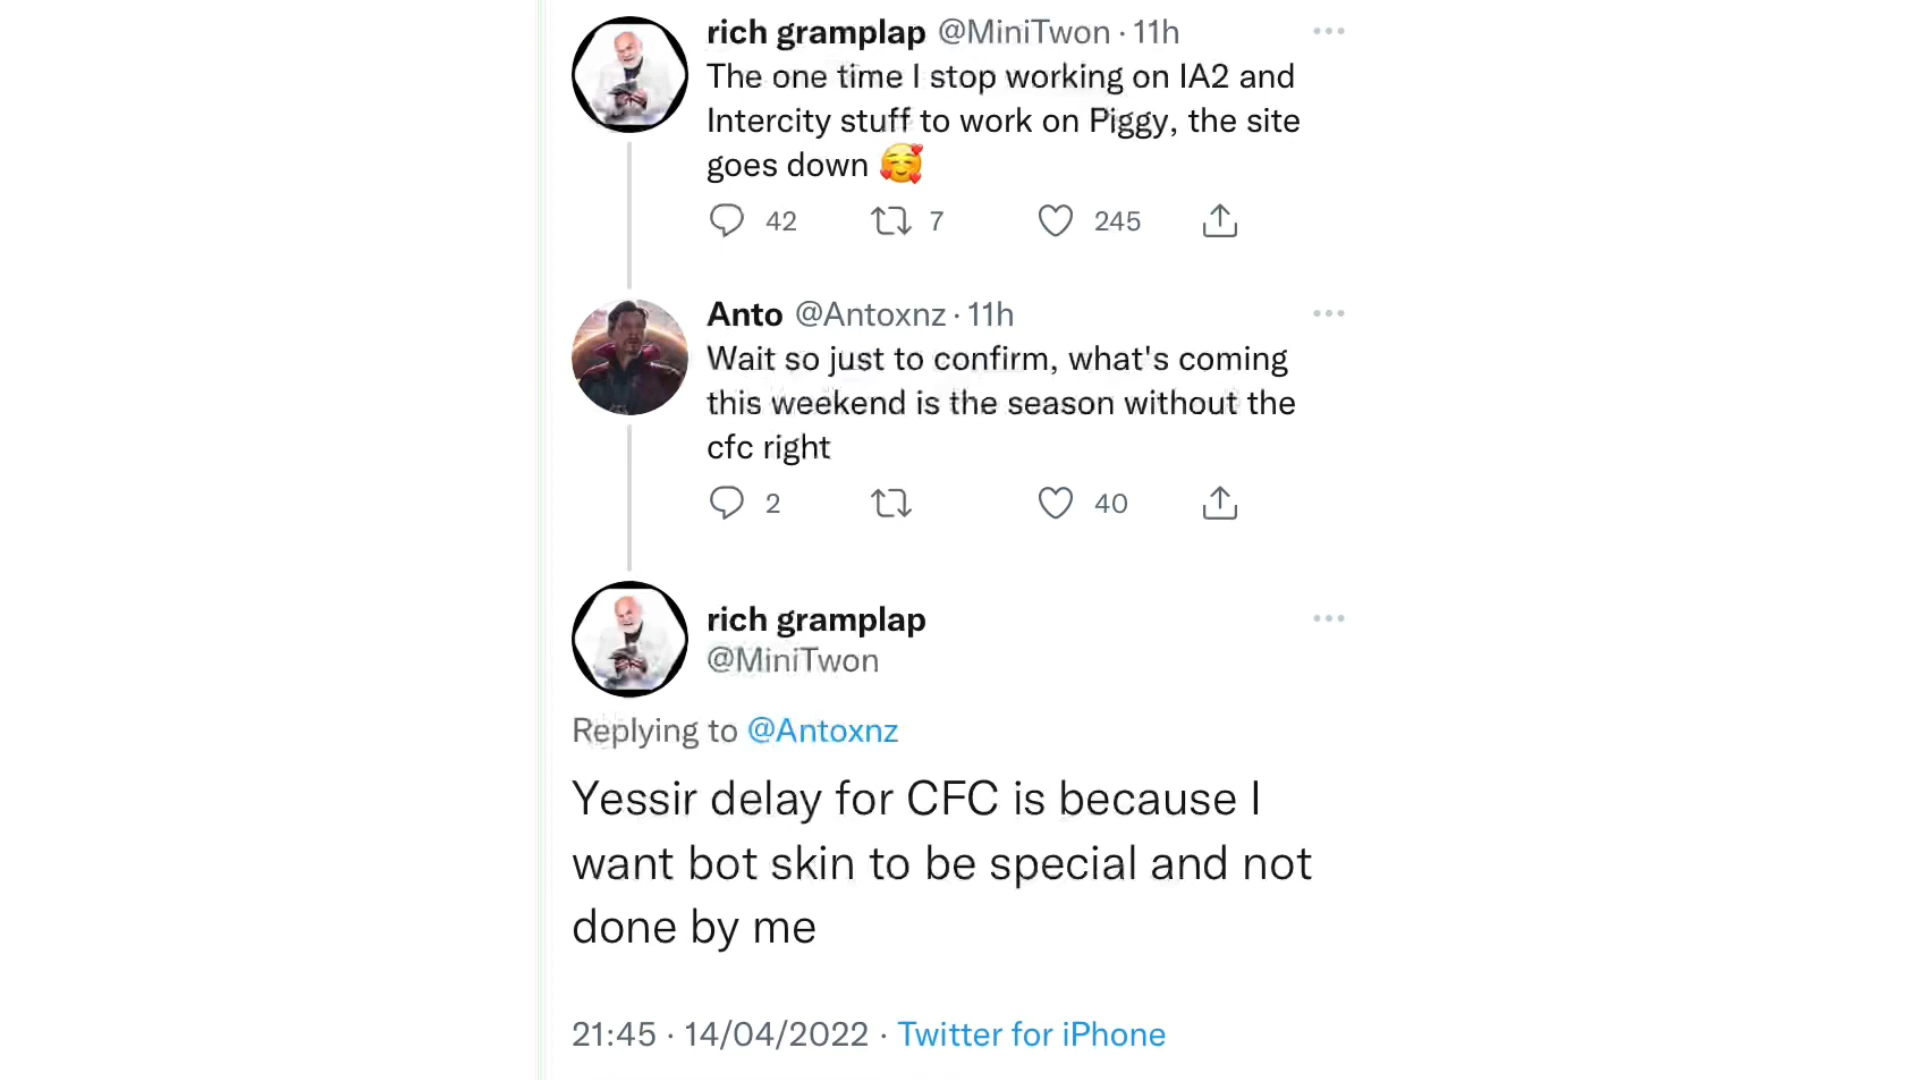 rich gramplap @MiniTwon · 11h
The one time I stop working on IA2 and
Intercity stuff to work on Piggy, the site
goes down 🥰
42 7 245
Anto @Antoxnz · 11h
Wait so just to confirm, what's coming
this weekend is the season without the
cfc right
2 40
rich gramplap
@MiniTwon
Replying to @Antoxnz
Yessir delay for CFC is because I
want bot skin to be special and not
done by me
21:45 · 14/04/2022 · Twitter for iPhone